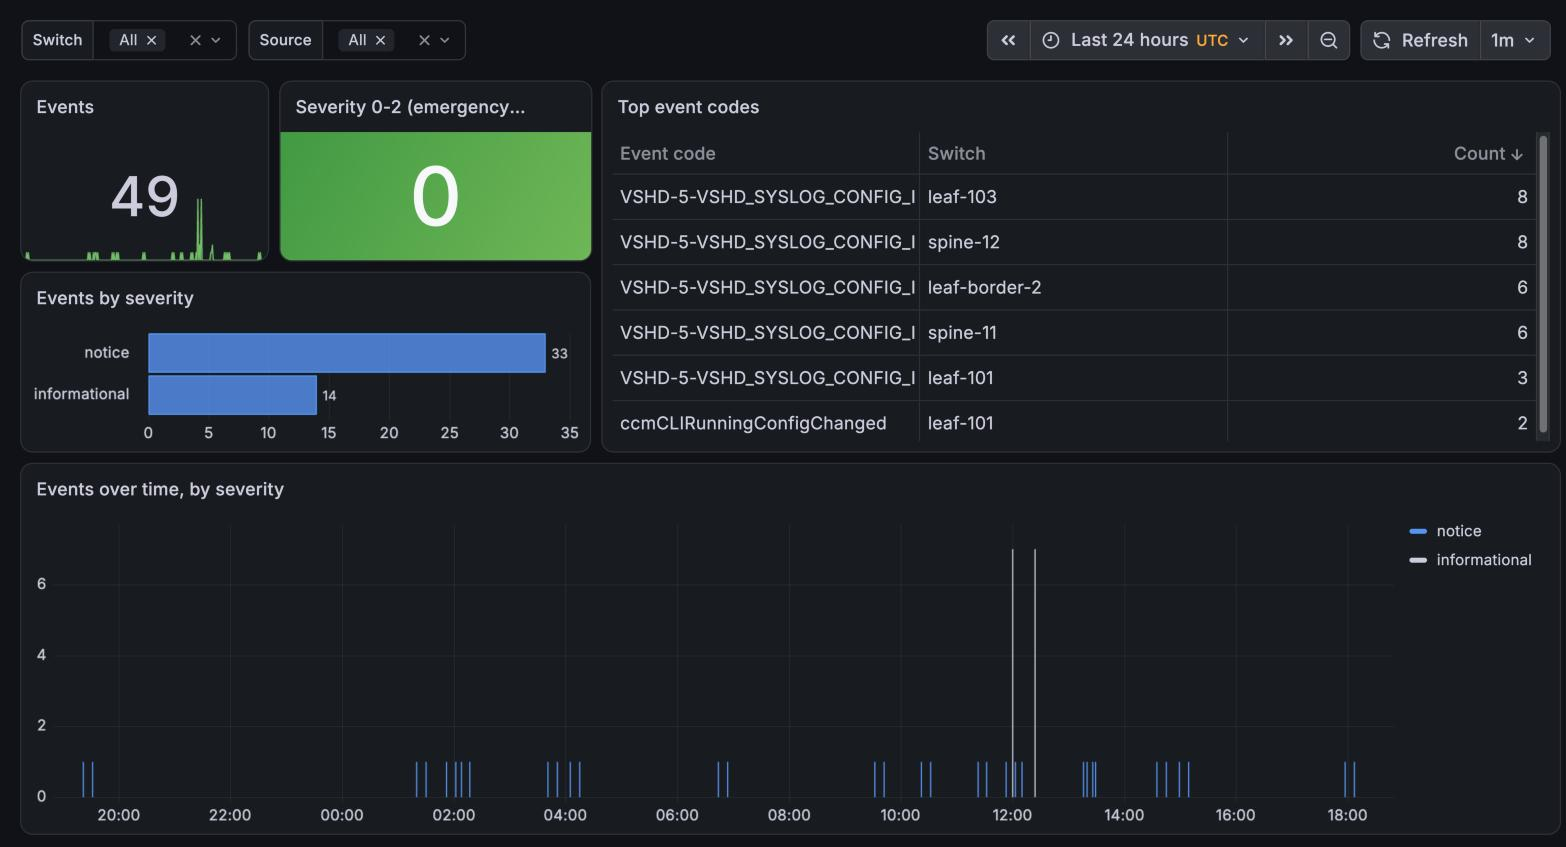 Switch All Source All Last 24 hours UTC Refresh 1m
Events
49
Severity 0-2 (emergency...
0
Top event codes
Event code Switch Count
VSHD-5-VSHD_SYSLOG_CONFIG_I leaf-103 8
VSHD-5-VSHD_SYSLOG_CONFIG_I spine-12 8
VSHD-5-VSHD_SYSLOG_CONFIG_I leaf-border-2 6
VSHD-5-VSHD_SYSLOG_CONFIG_I spine-11 6
VSHD-5-VSHD_SYSLOG_CONFIG_I leaf-101 3
ccmCLIRunningConfigChanged leaf-101 2
Events by severity
notice 33
informational 14
0 5 10 15 20 25 30 35
Events over time, by severity
notice
informational
6
4
2
0
20:00 22:00 00:00 02:00 04:00 06:00 08:00 10:00 12:00 14:00 16:00 18:00